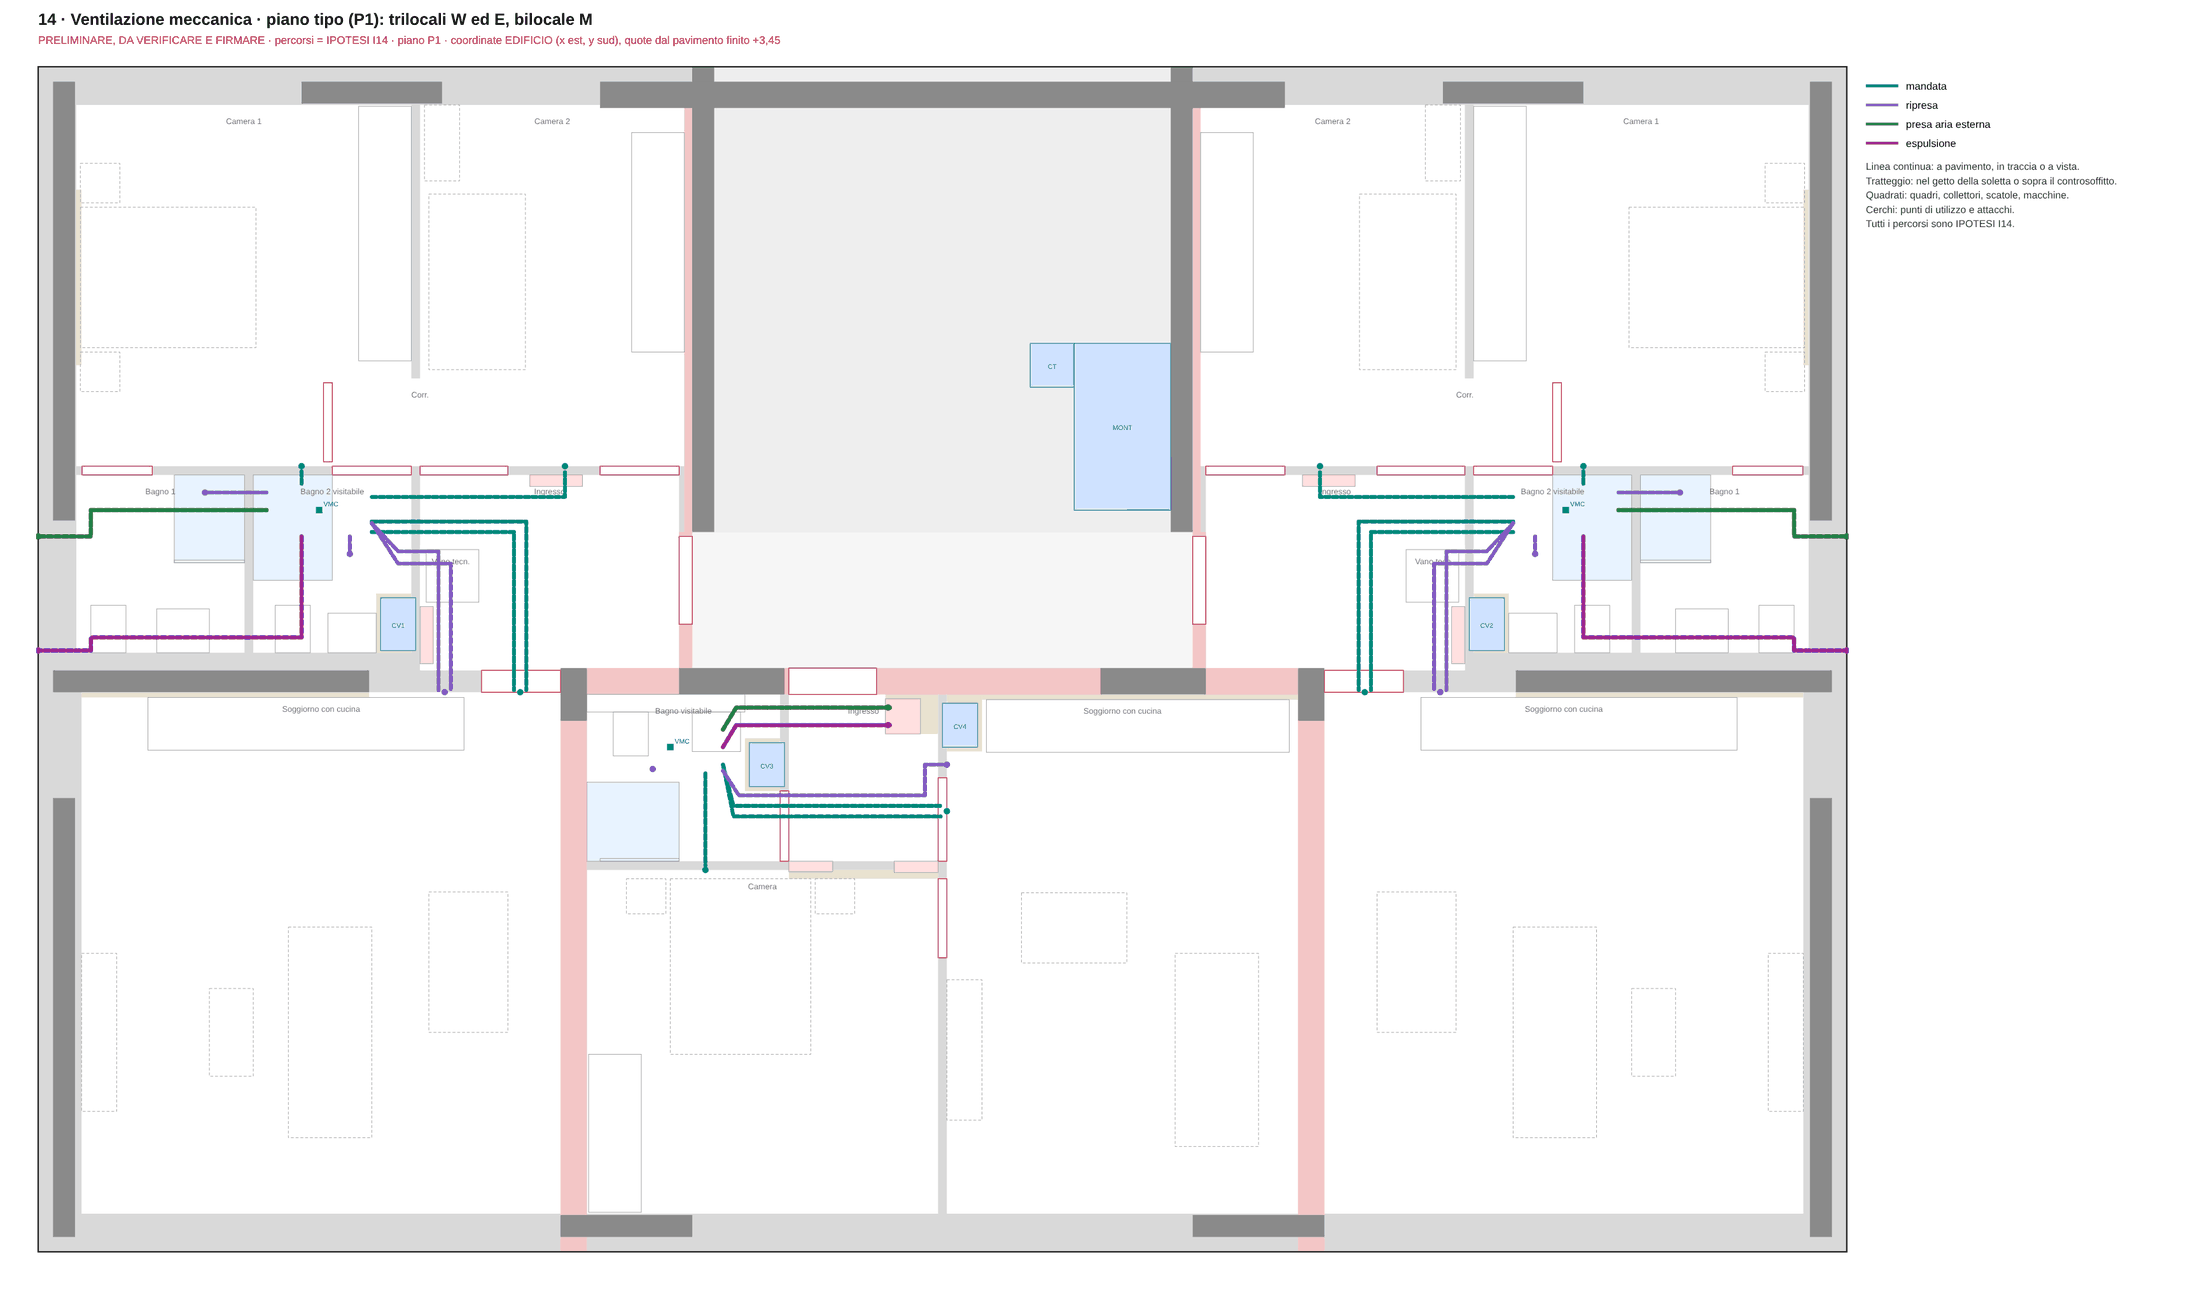 14 · Ventilazione meccanica · piano tipo (P1): trilocali W ed E, bilocale M
PRELIMINARE, DA VERIFICARE E FIRMARE · percorsi = IPOTESI I14 · piano P1 · coordinate EDIFICIO (x est, y sud), quote dal pavimento finito +3,45
mandata
ripresa
presa aria esterna
espulsione
Linea continua: a pavimento, in traccia o a vista.
Tratteggio: nel getto della soletta o sopra il controsoffitto.
Quadrati: quadri, collettori, scatole, macchine.
Cerchi: punti di utilizzo e attacchi.
Tutti i percorsi sono IPOTESI I14.
Camera 1
Camera 2
Camera 2
Camera 1
CT
MONT
Corr.
Corr.
Bagno 1
Bagno 2 visitabile
Ingresso
Ingresso
Bagno 2 visitabile
Bagno 1
VMC
VMC
Vano tecn.
Vano tecn.
CV1
CV2
Soggiorno con cucina
Bagno visitabile
Ingresso
Soggiorno con cucina
Soggiorno con cucina
CV4
VMC
CV3
Camera